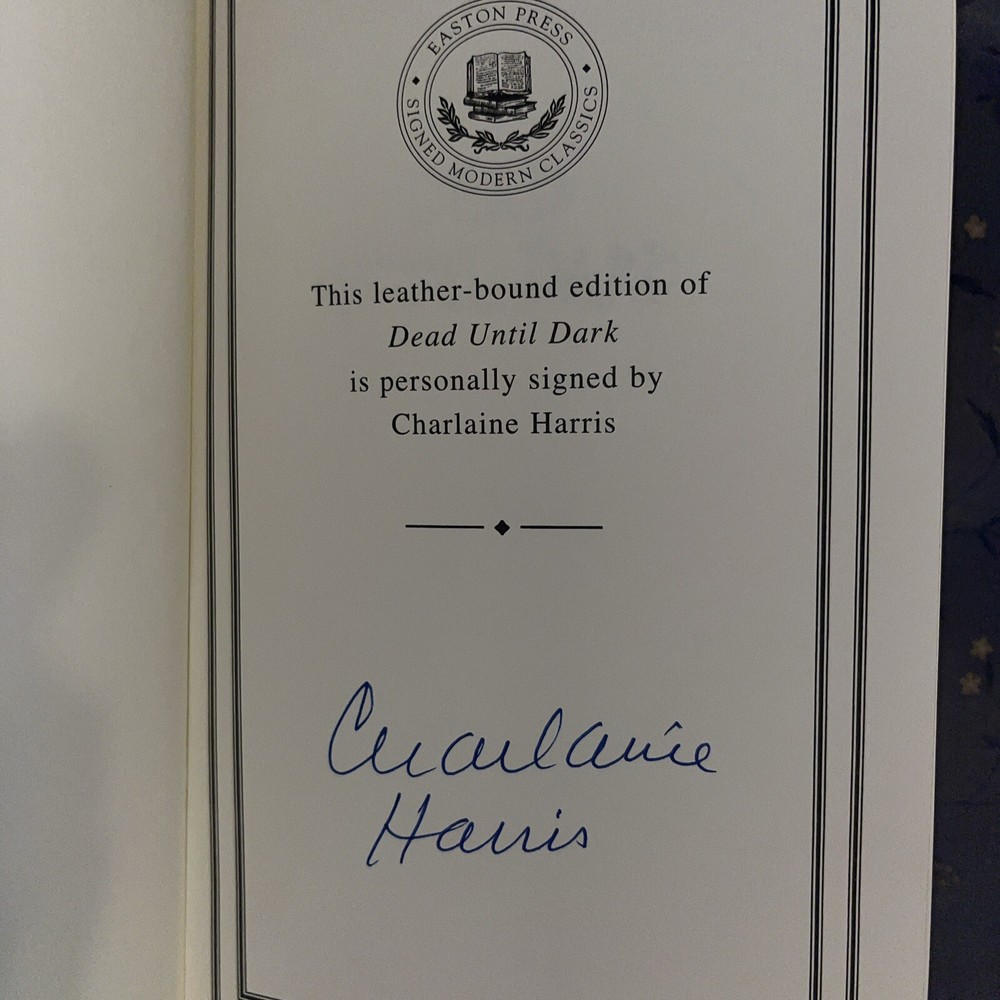 EASTON PRESS
SIGNED MODERN CLASSICS
This leather-bound edition of
Dead Until Dark
is personally signed by
Charlaine Harris
Charlaine
Harris